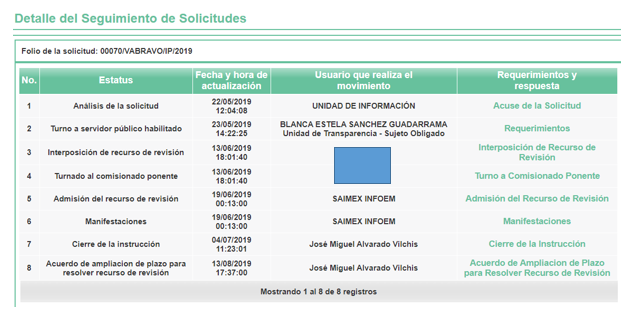 Detalle del Seguimiento de Solicitudes
Folio de la solicitud: 00070/VABRAVO/IP/2019
No. Estatus Fecha y hora de actualización Usuario que realiza el movimiento Requerimientos y respuesta
1 Análisis de la solicitud 22/05/2019 12:04:08 UNIDAD DE INFORMACIÓN Acuse de la Solicitud
2 Turno a servidor público habilitado 23/05/2019 14:22:25 BLANCA ESTELA SANCHEZ GUADARRAMA Unidad de Transparencia - Sujeto Obligado Requerimientos
3 Interposición de recurso de revisión 13/06/2019 18:01:40 Interposición de Recurso de Revisión
4 Turnado al comisionado ponente 13/06/2019 18:01:40 Turno a Comisionado Ponente
5 Admisión del recurso de revisión 19/06/2019 00:13:00 SAIMEX INFOEM Admisión del Recurso de Revisión
6 Manifestaciones 19/06/2019 00:13:00 SAIMEX INFOEM Manifestaciones
7 Cierre de la instrucción 04/07/2019 11:23:01 José Miguel Alvarado Vilchis Cierre de la Instrucción
8 Acuerdo de ampliacion de plazo para resolver recurso de revisión 13/08/2019 17:37:00 José Miguel Alvarado Vilchis Acuerdo de Ampliacion de Plazo para Resolver Recurso de Revisión
Mostrando 1 al 8 de 8 registros